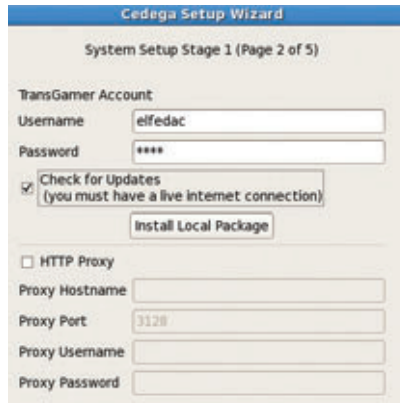 Cedega Setup Wizard
System Setup Stage 1 (Page 2 of 5)
TransGamer Account
Username elfedac
Password ****
Check for Updates
(you must have a live internet connection)
Install Local Package
HTTP Proxy
Proxy Hostname
Proxy Port 3128
Proxy Username
Proxy Password